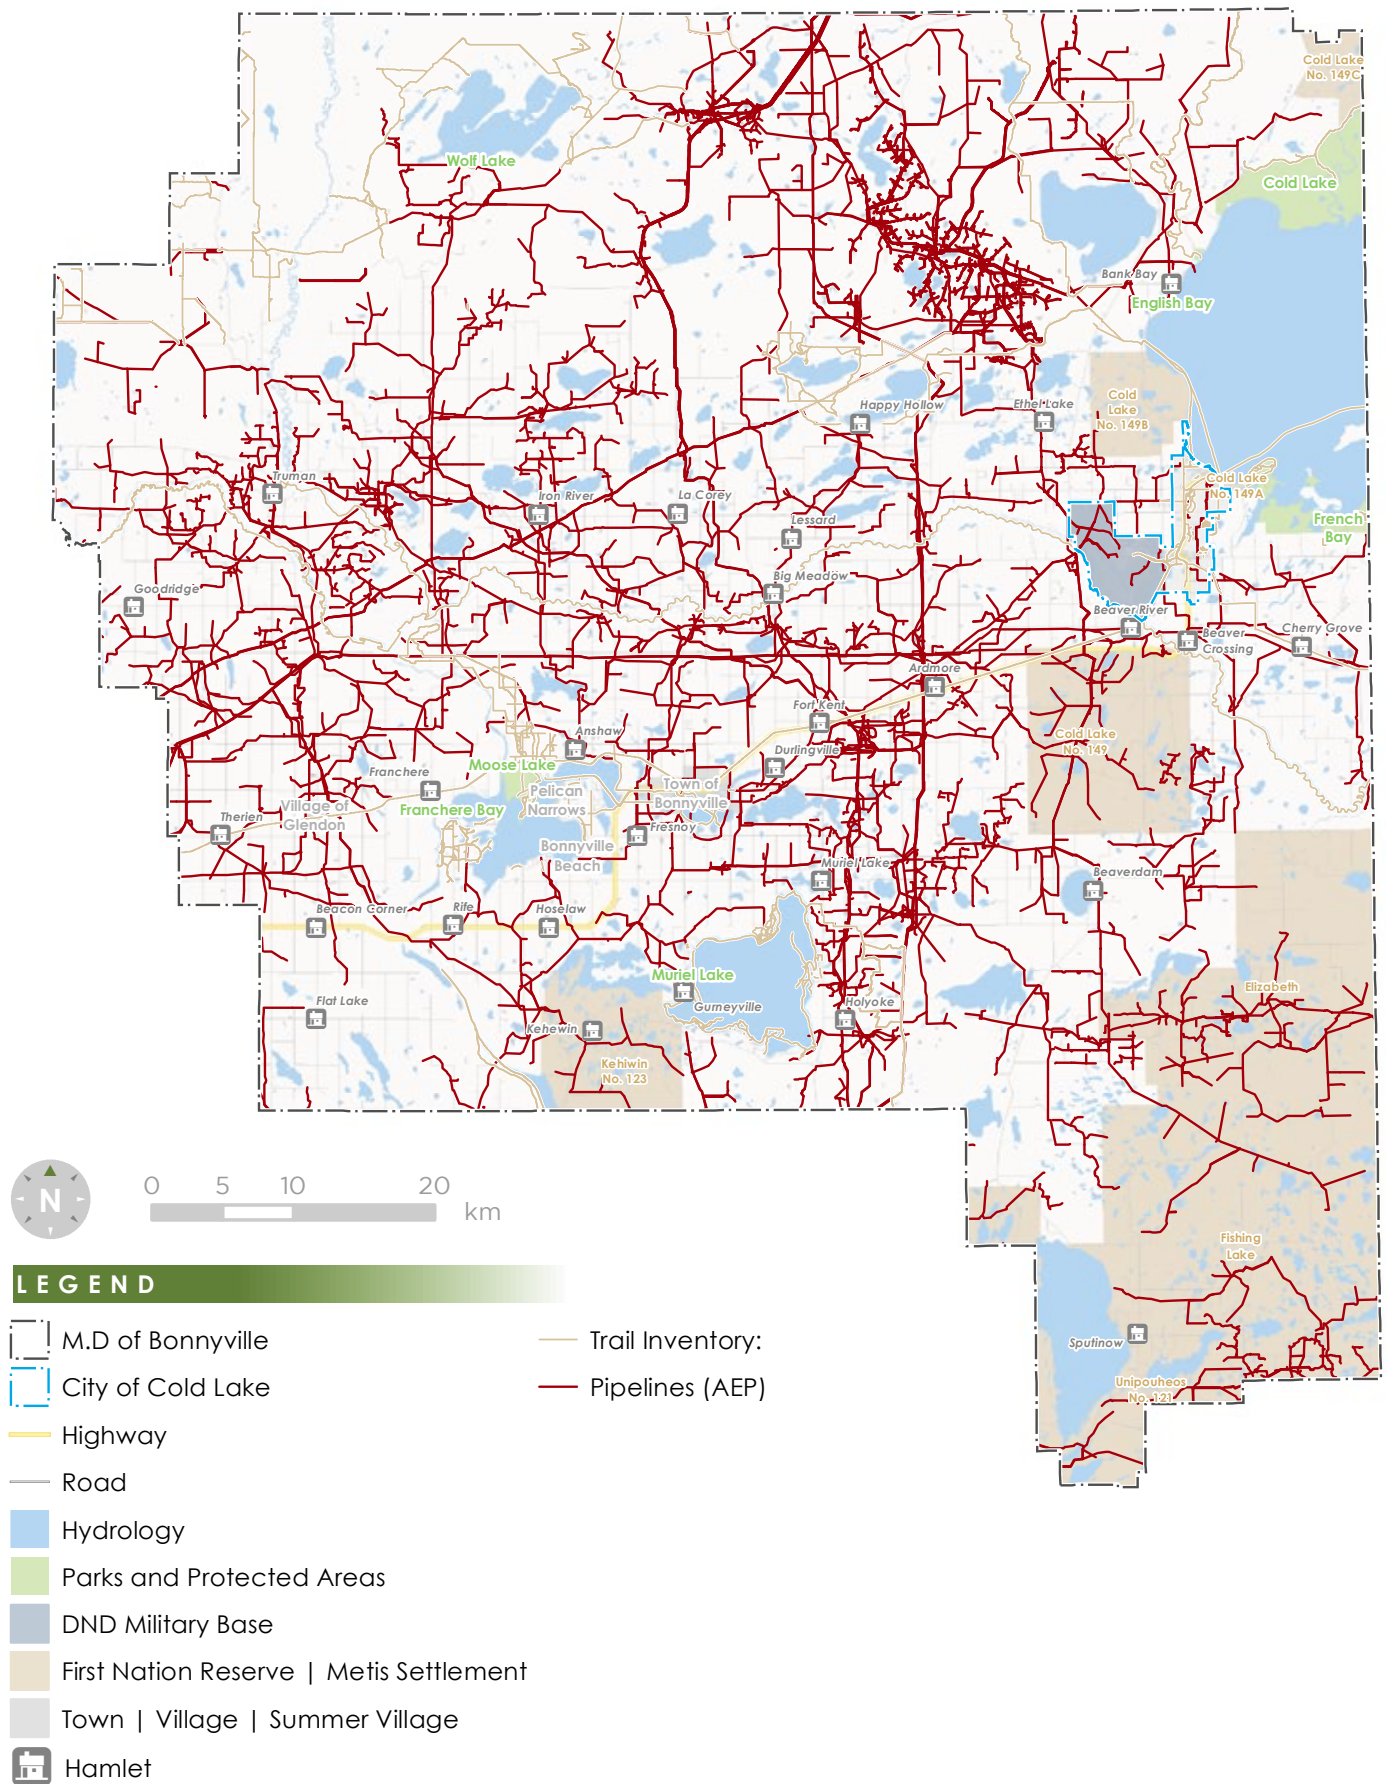 Cold Lake
No. 149C
Wolf Lake
Cold Lake
Bank Bay
English Bay
Cold
Lake
No. 149B
Happy Hollow
Ethel Lake
Truman
Iron River
La Corey
Cold Lake
No. 149A
Lessard
French
Bay
Big Meadow
Goodridge
Beaver River
Beaver
Crossing
Cherry Grove
Ardmore
Fort Kent
Anshaw
Cold Lake
No. 149
Durlingville
Moose Lake
Franchere
Town of
Bonnyville
Pelican
Narrows
Franchere Bay
Village of
Glendon
Therien
Fresnoy
Bonnyville
Beach
Muriel Lake
Beaverdam
Beacon Corner
Rife
Hoselaw
Muriel Lake
Elizabeth
Flat Lake
Gurneyville
Holyoke
Kehewin
Kehiwin
No. 123
Fishing
Lake
Sputinow
Unipouheos
No. 121
N
0 5 10 20
km
LEGEND
M.D of Bonnyville
City of Cold Lake
Highway
Road
Hydrology
Parks and Protected Areas
DND Military Base
First Nation Reserve | Metis Settlement
Town | Village | Summer Village
Hamlet
Trail Inventory:
Pipelines (AEP)